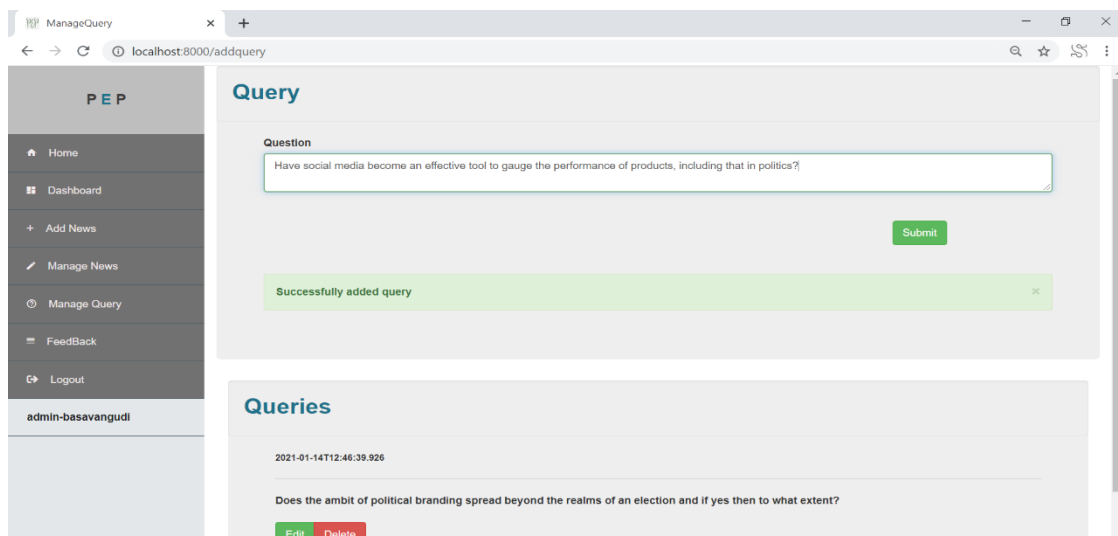 ManageQuery
localhost:8000/addquery
PEP
Home
Dashboard
Add News
Manage News
Manage Query
FeedBack
Logout
admin-basavangudi
Query
Question
Have social media become an effective tool to gauge the performance of products, including that in politics?
Submit
Successfully added query
Queries
2021-01-14T12:46:39.926
Does the ambit of political branding spread beyond the realms of an election and if yes then to what extent?
Edit Delete